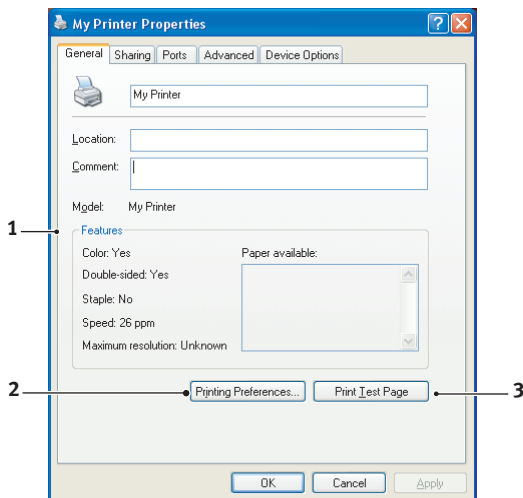 My Printer Properties
General Sharing Ports Advanced Device Options
My Printer
Location:
Comment:
Model: My Printer
1
Features
Color: Yes Paper available:
Double-sided: Yes
Staple: No
Speed: 26 ppm
Maximum resolution: Unknown
2 Printing Preferences... Print Test Page 3
OK Cancel Apply